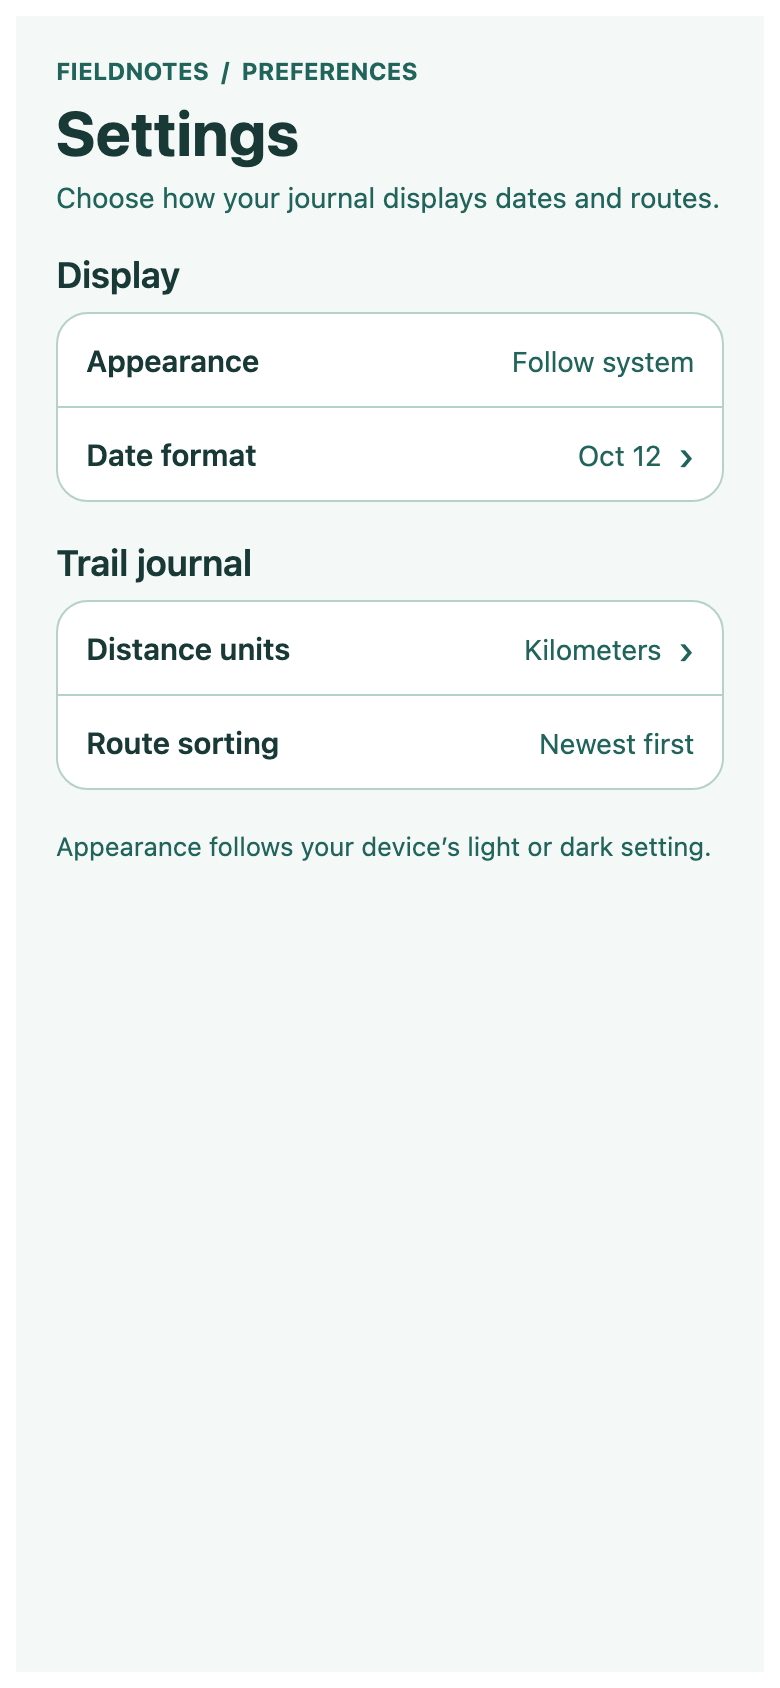 FIELDNOTES / PREFERENCES
Settings
Choose how your journal displays dates and routes.
Display
Appearance Follow system
Date format Oct 12 ›
Trail journal
Distance units Kilometers ›
Route sorting Newest first
Appearance follows your device’s light or dark setting.